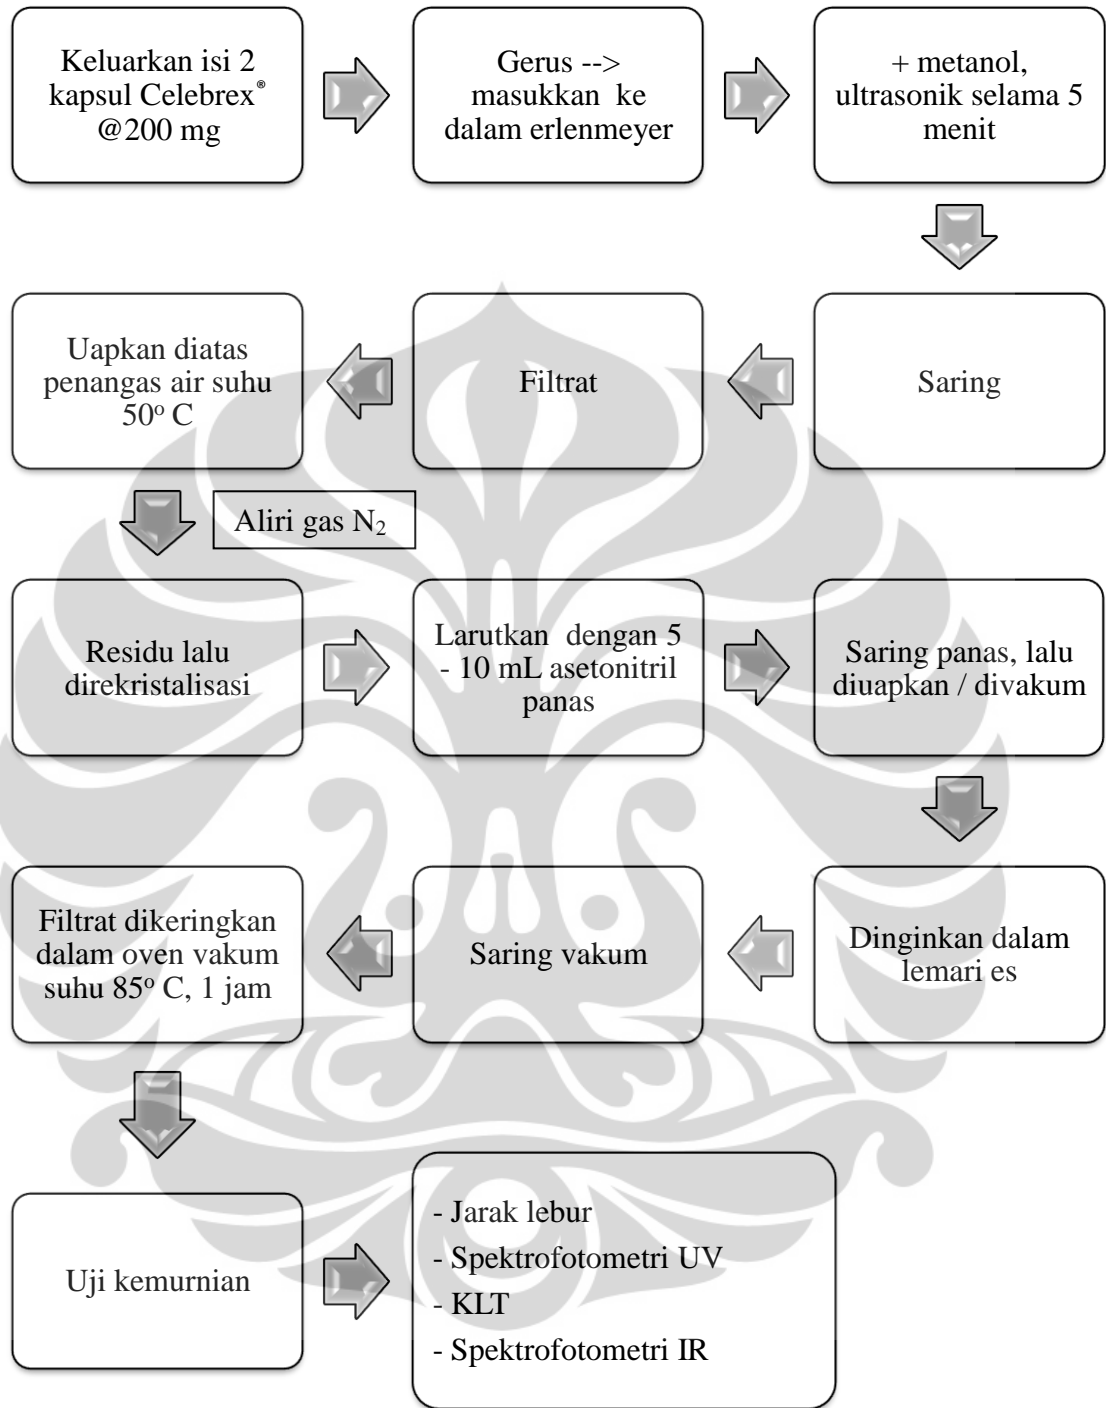 Keluarkan isi 2
kapsul Celebrex®
@200 mg
Gerus -->
masukkan ke
dalam erlenmeyer
+ metanol,
ultrasonik selama 5
menit
Saring
Filtrat
Uapkan diatas
penangas air suhu
50º C
Aliri gas N₂
Residu lalu
direkristalisasi
Larutkan dengan 5
- 10 mL asetonitril
panas
Saring panas, lalu
diuapkan / divakum
Dinginkan dalam
lemari es
Saring vakum
Filtrat dikeringkan
dalam oven vakum
suhu 85º C, 1 jam
Uji kemurnian
- Jarak lebur
- Spektrofotometri UV
- KLT
- Spektrofotometri IR